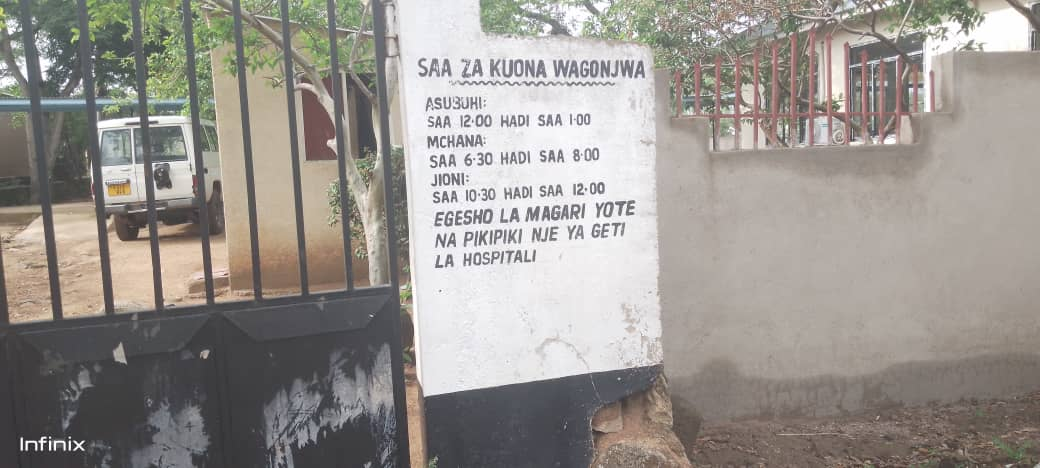 SAA ZA KUONA WAGONJWA
ASUBUHI:
SAA 12:00 HADI SAA 1:00
MCHANA:
SAA 6:30 HADI SAA 8:00
JIONI:
SAA 10:30 HADI SAA 12:00
EGESHO LA MAGARI YOTE
NA PIKIPIKI NJE YA GETI
LA HOSPITALI
Infinix